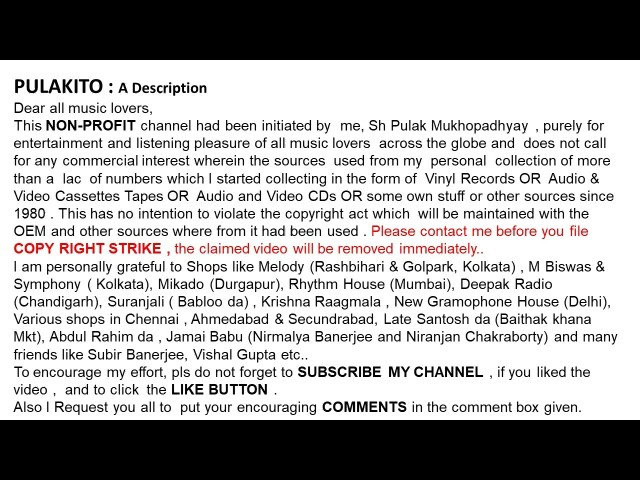 PULAKITO : A Description
Dear all music lovers,
This NON-PROFIT channel had been initiated by me, Sh Pulak Mukhopadhyay , purely for
entertainment and listening pleasure of all music lovers across the globe and does not call
for any commercial interest wherein the sources used from my personal collection of more
than a lac of numbers which I started collecting in the form of Vinyl Records OR Audio &
Video Cassettes Tapes OR Audio and Video CDs OR some own stuff or other sources since
1980 . This has no intention to violate the copyright act which will be maintained with the
OEM and other sources where from it had been used . Please contact me before you file
COPY RIGHT STRIKE , the claimed video will be removed immediately..
I am personally grateful to Shops like Melody (Rashbihari & Golpark, Kolkata) , M Biswas &
Symphony ( Kolkata), Mikado (Durgapur), Rhythm House (Mumbai), Deepak Radio
(Chandigarh), Suranjali ( Babloo da) , Krishna Raagmala , New Gramophone House (Delhi),
Various shops in Chennai , Ahmedabad & Secundrabad, Late Santosh da (Baithak khana
Mkt), Abdul Rahim da , Jamai Babu (Nirmalya Banerjee and Niranjan Chakraborty) and many
friends like Subir Banerjee, Vishal Gupta etc..
To encourage my effort, pls do not forget to SUBSCRIBE MY CHANNEL , if you liked the
video , and to click the LIKE BUTTON .
Also I Request you all to put your encouraging COMMENTS in the comment box given.